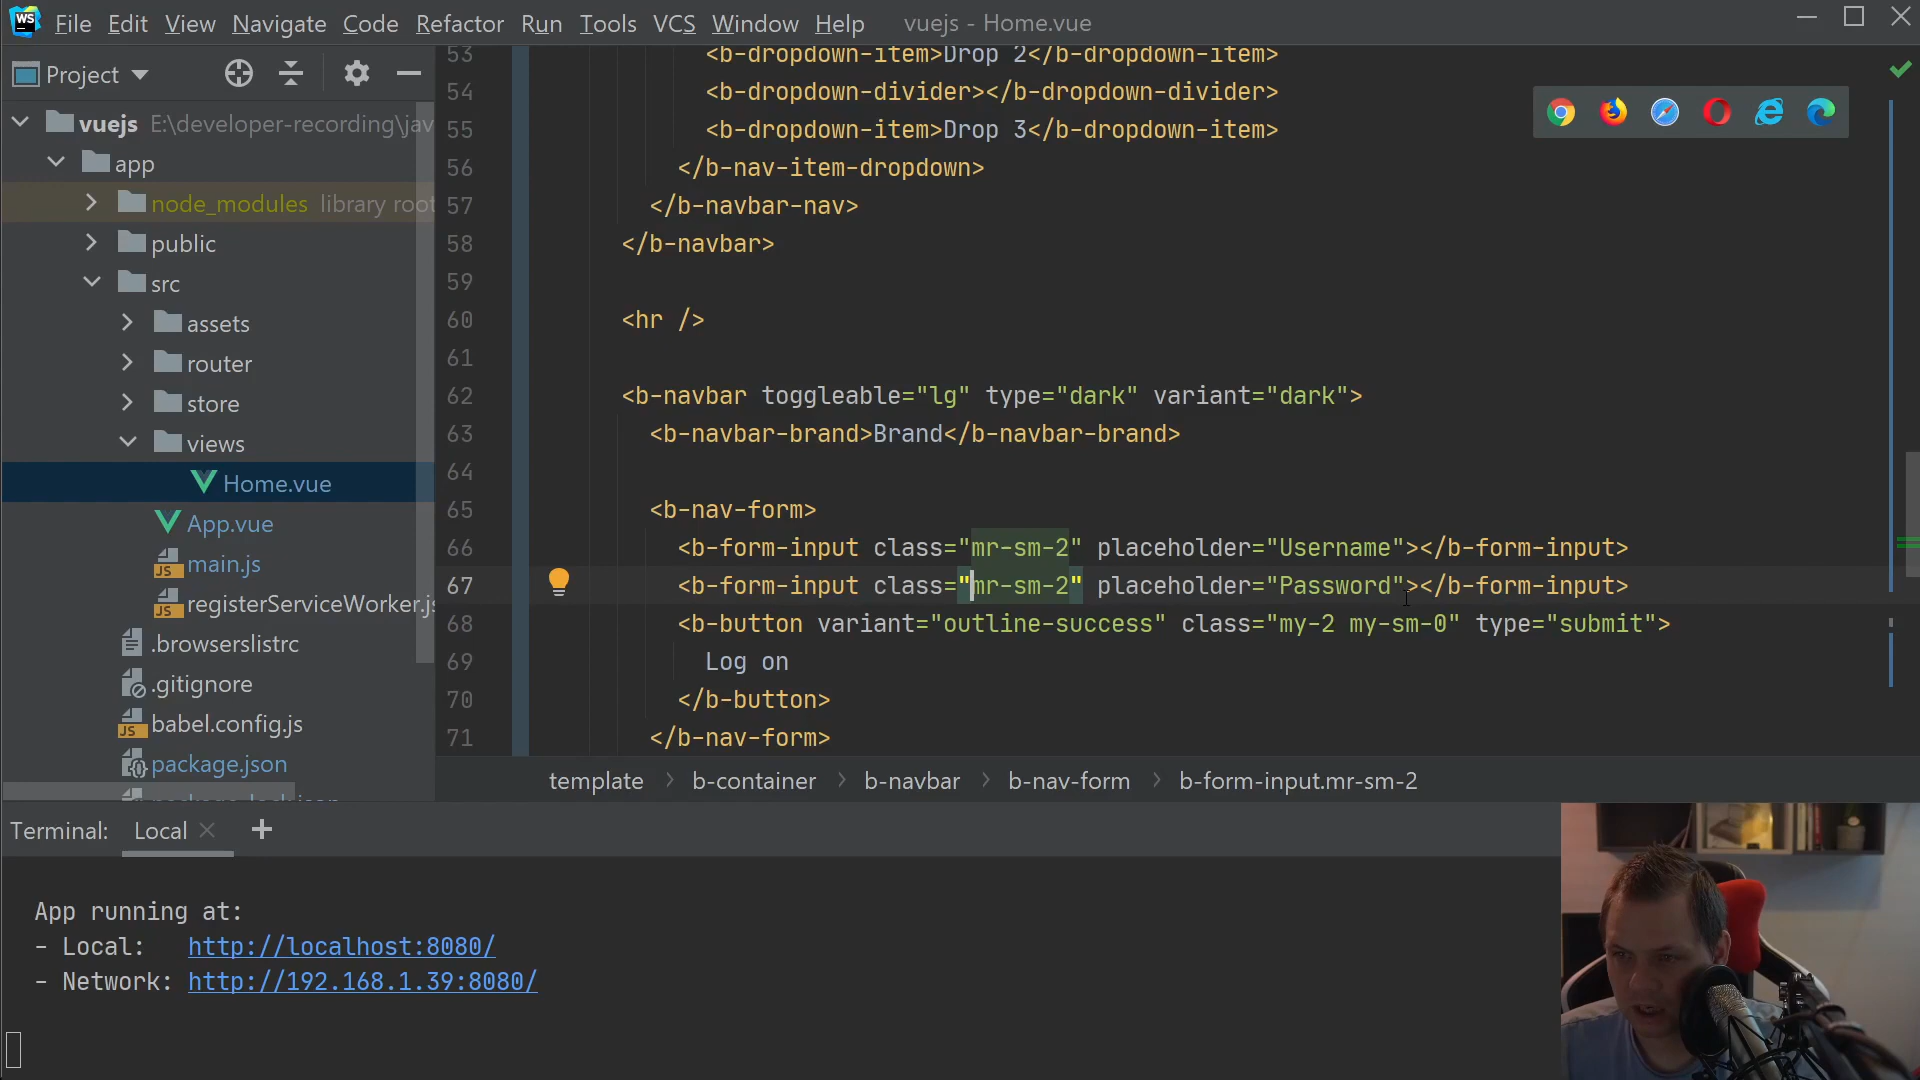 WS File Edit View Navigate Code Refactor Run Tools VCS Window Help vuejs - Home.vue
Project
vuejs E:\developer-recording\jav
app
node_modules library root
public
src
assets
router
store
views
Home.vue
App.vue
JS main.js
JS registerServiceWorker.js
.browserslistrc
.gitignore
JS babel.config.js
package.json
53 <b-dropdown-item>Drop 2</b-dropdown-item>
54 <b-dropdown-divider></b-dropdown-divider>
55 <b-dropdown-item>Drop 3</b-dropdown-item>
56 </b-nav-item-dropdown>
57 </b-navbar-nav>
58 </b-navbar>
59
60 <hr />
61
62 <b-navbar toggleable="lg" type="dark" variant="dark">
63 <b-navbar-brand>Brand</b-navbar-brand>
64
65 <b-nav-form>
66 <b-form-input class="mr-sm-2" placeholder="Username"></b-form-input>
67 <b-form-input class="mr-sm-2" placeholder="Password"></b-form-input>
68 <b-button variant="outline-success" class="my-2 my-sm-0" type="submit">
69 Log on
70 </b-button>
71 </b-nav-form>
template b-container b-navbar b-nav-form b-form-input.mr-sm-2
Terminal: Local
App running at:
- Local: http://localhost:8080/
- Network: http://192.168.1.39:8080/